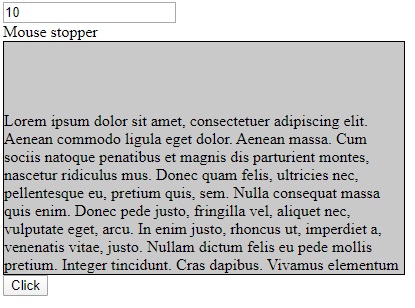 10
Mouse stopper
Lorem ipsum dolor sit amet, consectetuer adipiscing elit.
Aenean commodo ligula eget dolor. Aenean massa. Cum
sociis natoque penatibus et magnis dis parturient montes,
nascetur ridiculus mus. Donec quam felis, ultricies nec,
pellentesque eu, pretium quis, sem. Nulla consequat massa
quis enim. Donec pede justo, fringilla vel, aliquet nec,
vulputate eget, arcu. In enim justo, rhoncus ut, imperdiet a,
venenatis vitae, justo. Nullam dictum felis eu pede mollis
pretium. Integer tincidunt. Cras dapibus. Vivamus elementum
Click